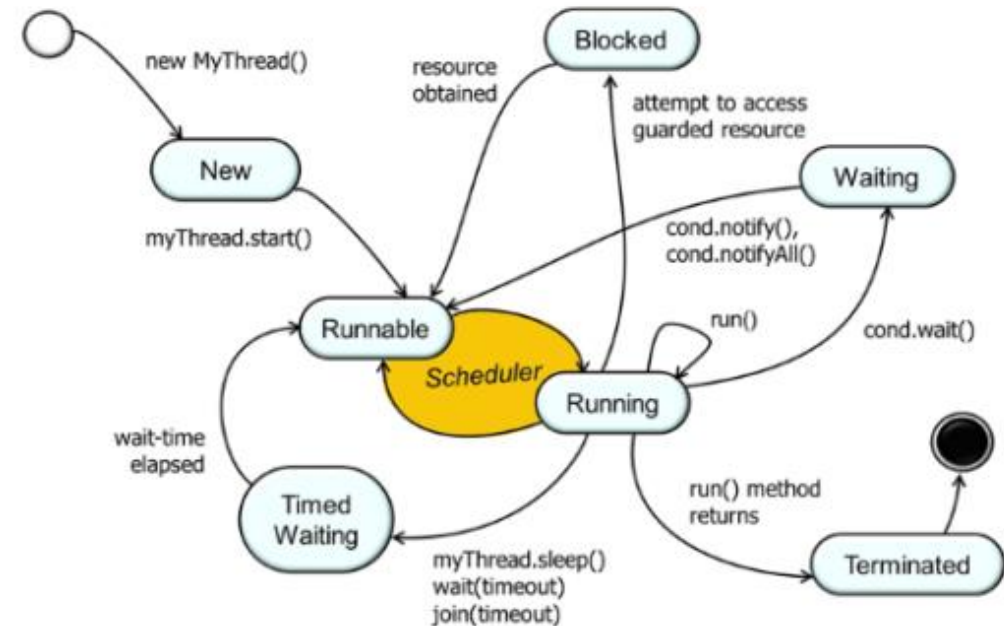 new MyThread()
New
myThread.start()
Blocked
resource
obtained
attempt to access
guarded resource
Waiting
cond.notify(),
cond.notifyAll()
Runnable
Scheduler
run()
cond.wait()
Running
wait-time
elapsed
Timed
Waiting
myThread.sleep()
wait(timeout)
join(timeout)
run() method
returns
Terminated